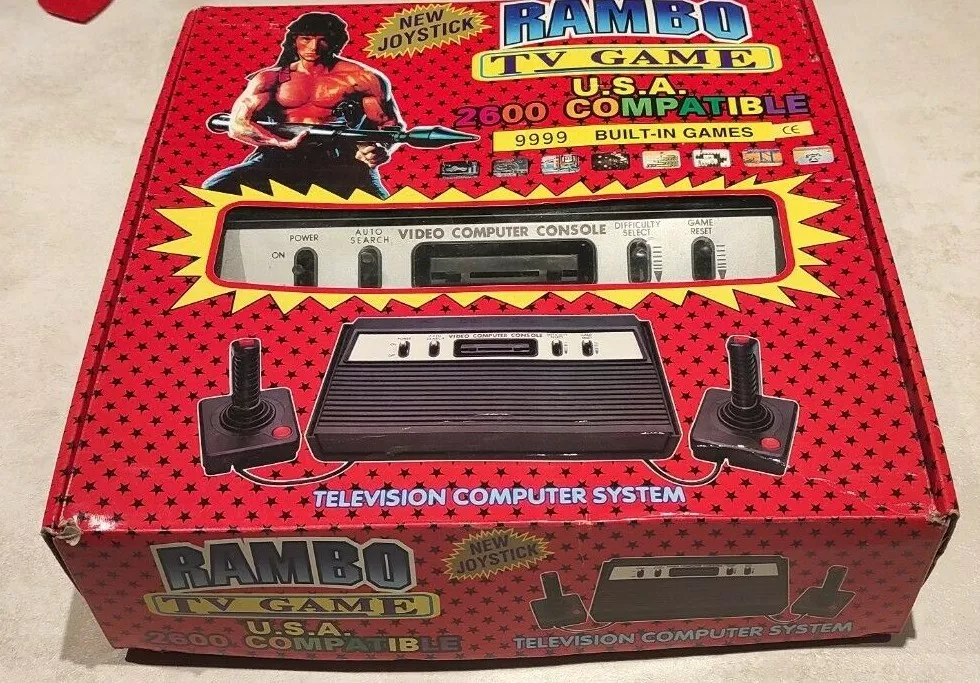 NEW
JOYSTICK
RAMBO
TV GAME
U.S.A.
2600 COMPATIBLE
9999 BUILT-IN GAMES CE
POWER
ON
AUTO
SEARCH
VIDEO COMPUTER CONSOLE
DIFFICULTY
SELECT
GAME
RESET
VIDEO COMPUTER CONSOLE
TELEVISION COMPUTER SYSTEM
RAMBO
TV GAME
U.S.A.
2600 COMPATIBLE
NEW
JOYSTICK
TELEVISION COMPUTER SYSTEM